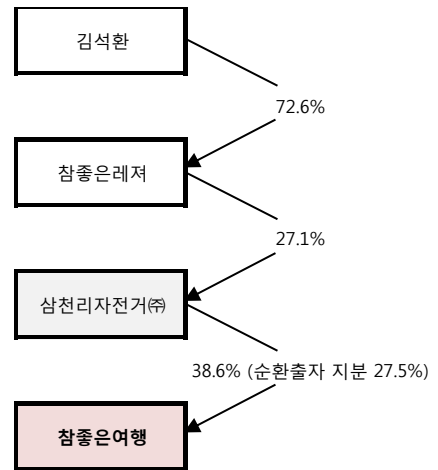 김석환
72.6%
참좋은레져
27.1%
삼천리자전거㈜
38.6% (순환출자 지분 27.5%)
참좋은여행